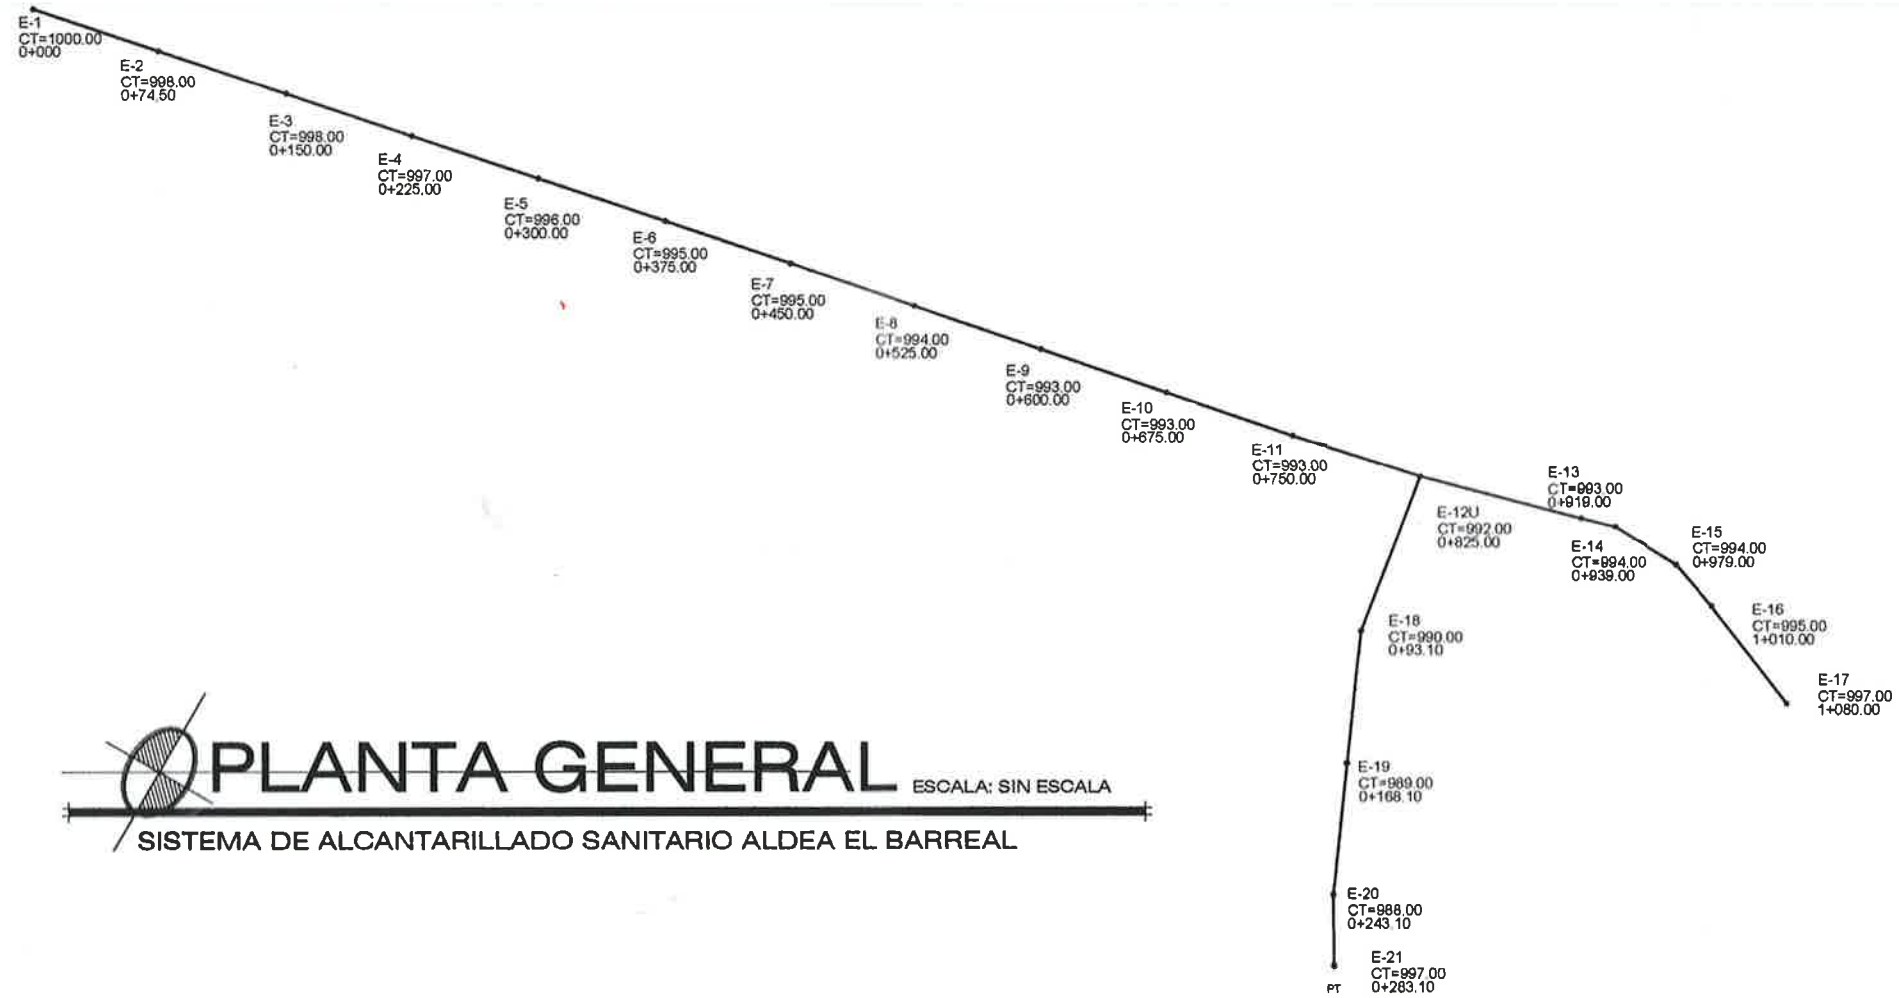 E-1
CT=1000.00
0+000
E-2
CT=998.00
0+74.50
E-3
CT=998.00
0+150.00
E-4
CT=997.00
0+225.00
E-5
CT=996.00
0+300.00
E-6
CT=995.00
0+375.00
E-7
CT=995.00
0+450.00
E-8
CT=994.00
0+525.00
E-9
CT=993.00
0+600.00
E-10
CT=993.00
0+675.00
E-11
CT=993.00
0+750.00
E-12U
CT=992.00
0+825.00
E-13
CT=993.00
0+919.00
E-14
CT=994.00
0+939.00
E-15
CT=994.00
0+979.00
E-16
CT=995.00
1+010.00
E-17
CT=997.00
1+080.00
E-18
CT=990.00
0+93.10
E-19
CT=989.00
0+168.10
E-20
CT=988.00
0+243.10
E-21
CT=997.00
0+283.10
PT
PLANTA GENERAL
ESCALA: SIN ESCALA
SISTEMA DE ALCANTARILLADO SANITARIO ALDEA EL BARREAL